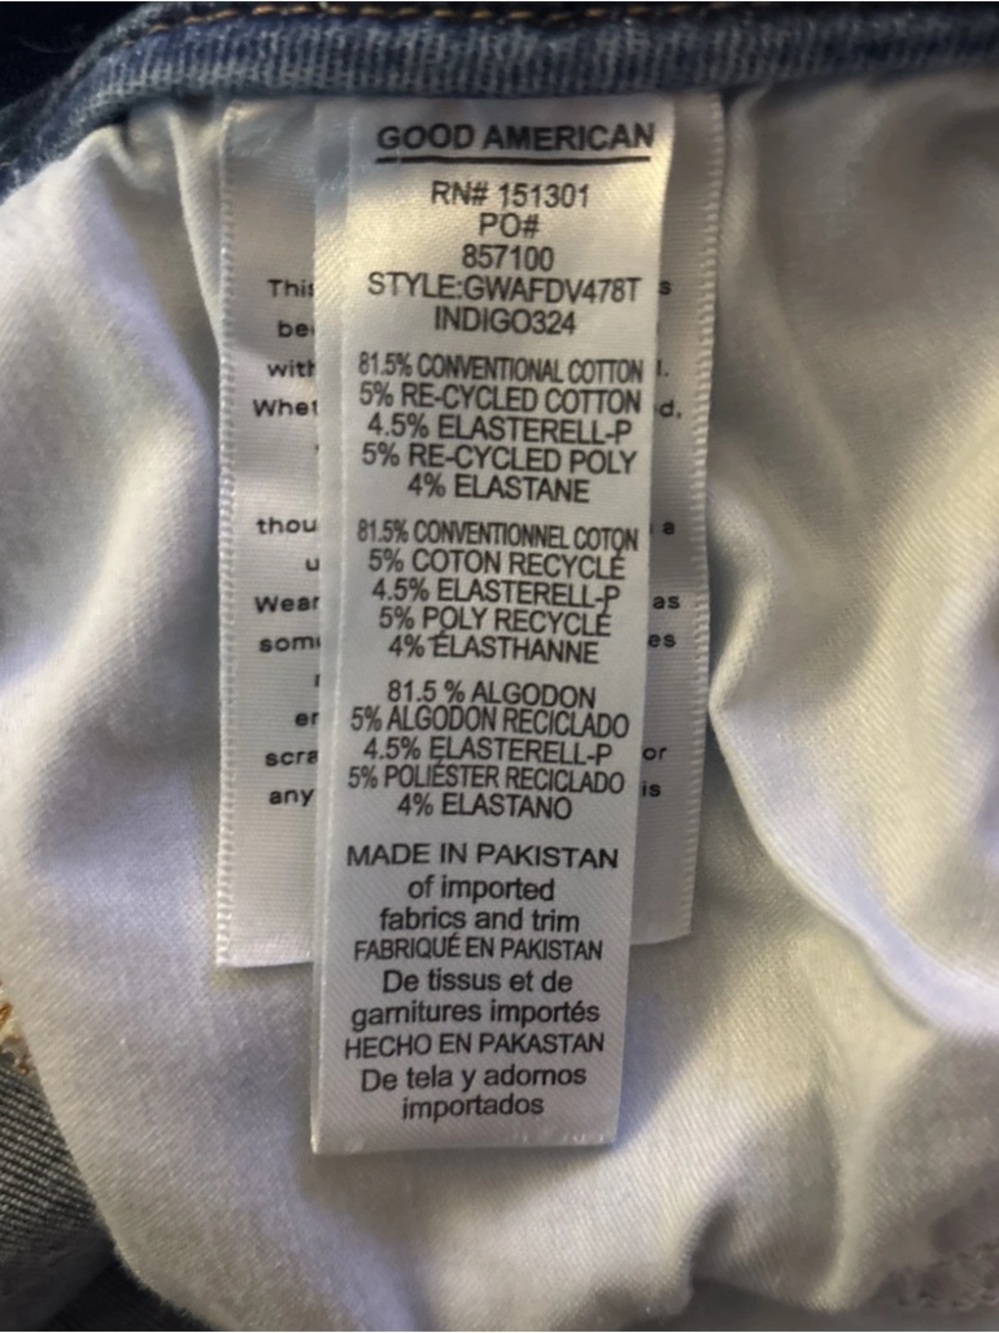 GOOD AMERICAN
RN# 151301
PO#
857100
STYLE:GWAFDV478T
INDIGO324
81.5% CONVENTIONAL COTTON
5% RE-CYCLED COTTON
4.5% ELASTERELL-P
5% RE-CYCLED POLY
4% ELASTANE
81.5% CONVENTIONNEL COTON
5% COTON RECYCLÉ
4.5% ELASTERELL-P
5% POLY RECYCLÉ
4% ÉLASTHANNE
81.5 % ALGODON
5% ALGODON RECICLADO
4.5% ELASTERELL-P
5% POLIÉSTER RECICLADO
4% ELASTANO
MADE IN PAKISTAN
of imported
fabrics and trim
FABRIQUÉ EN PAKISTAN
De tissus et de
garnitures importés
HECHO EN PAKASTAN
De tela y adornos
importados